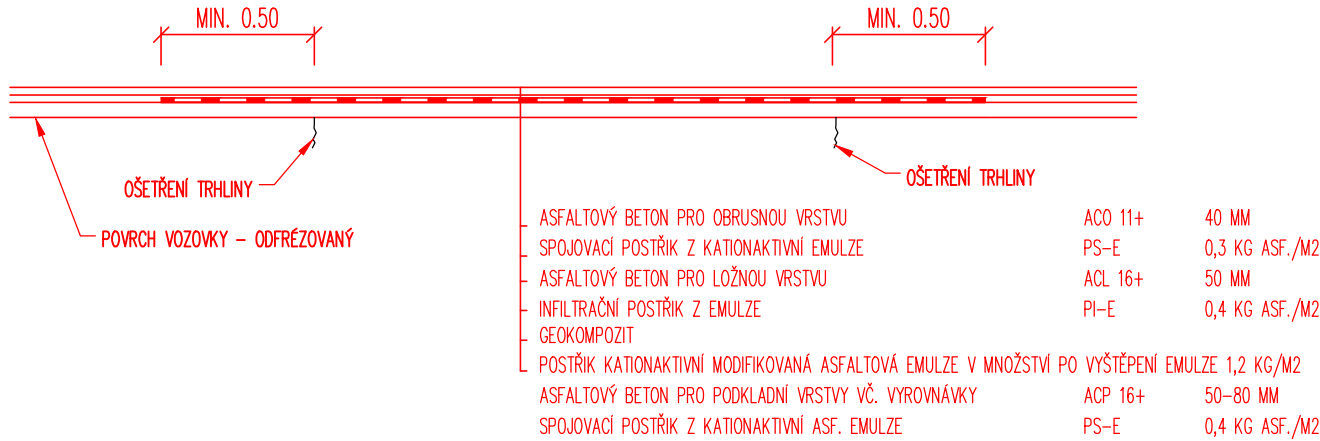 MIN. 0.50
MIN. 0.50
OŠETŘENÍ TRHLINY
OŠETŘENÍ TRHLINY
POVRCH VOZOVKY – ODFRÉZOVANÝ
ASFALTOVÝ BETON PRO OBRUSNOU VRSTVU ACO 11+ 40 MM
SPOJOVACÍ POSTŘIK Z KATIONAKTIVNÍ EMULZE PS–E 0,3 KG ASF./M2
ASFALTOVÝ BETON PRO LOŽNOU VRSTVU ACL 16+ 50 MM
INFILTRAČNÍ POSTŘIK Z EMULZE PI–E 0,4 KG ASF./M2
GEOKOMPOZIT
POSTŘIK KATIONAKTIVNÍ MODIFIKOVANÁ ASFALTOVÁ EMULZE V MNOŽSTVÍ PO VYŠTĚPENÍ EMULZE 1,2 KG/M2
ASFALTOVÝ BETON PRO PODKLADNÍ VRSTVY VČ. VYROVNÁVKY ACP 16+ 50–80 MM
SPOJOVACÍ POSTŘIK Z KATIONAKTIVNÍ ASF. EMULZE PS–E 0,4 KG ASF./M2